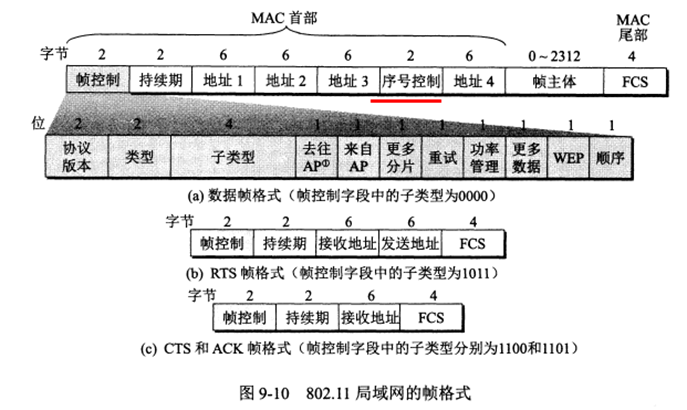 MAC 首部
MAC
尾部
字节 2 2 6 6 6 2 6 0～2312 4
帧控制 持续期 地址 1 地址 2 地址 3 序号控制 地址 4 帧主体 FCS
位 2 2 4 1 1 1 1 1 1 1 1
协议版本 类型 子类型 去往AP① 来自AP 更多分片 重试 功率管理 更多数据 WEP 顺序
(a) 数据帧格式（帧控制字段中的子类型为0000）
字节 2 2 6 6 4
帧控制 持续期 接收地址 发送地址 FCS
(b) RTS 帧格式（帧控制字段中的子类型为1011）
字节 2 2 6 4
帧控制 持续期 接收地址 FCS
(c) CTS 和 ACK 帧格式（帧控制字段中的子类型分别为1100和1101）
图 9-10 802.11 局域网的帧格式